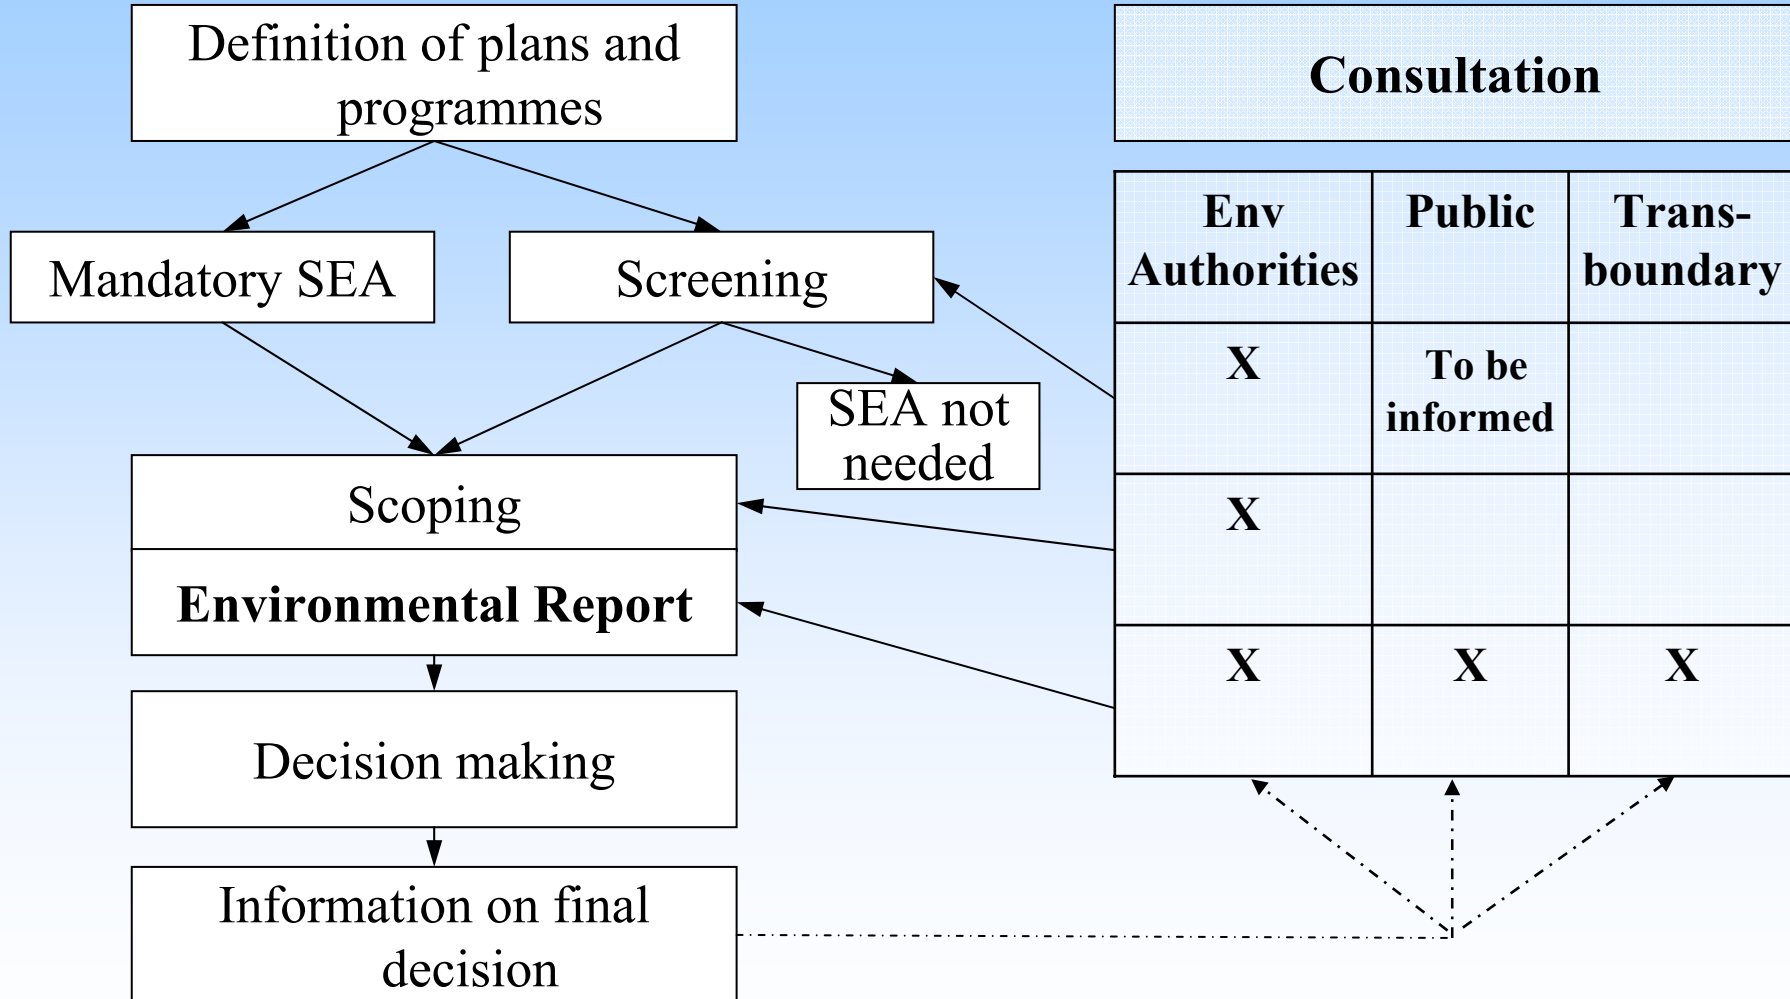 Definition of plans and
programmes
Mandatory SEA
Screening
SEA not
needed
Scoping
Environmental Report
Decision making
Information on final
decision
Consultation
Env
Authorities
Public
Trans-
boundary
X
To be
informed
X
X
X
X